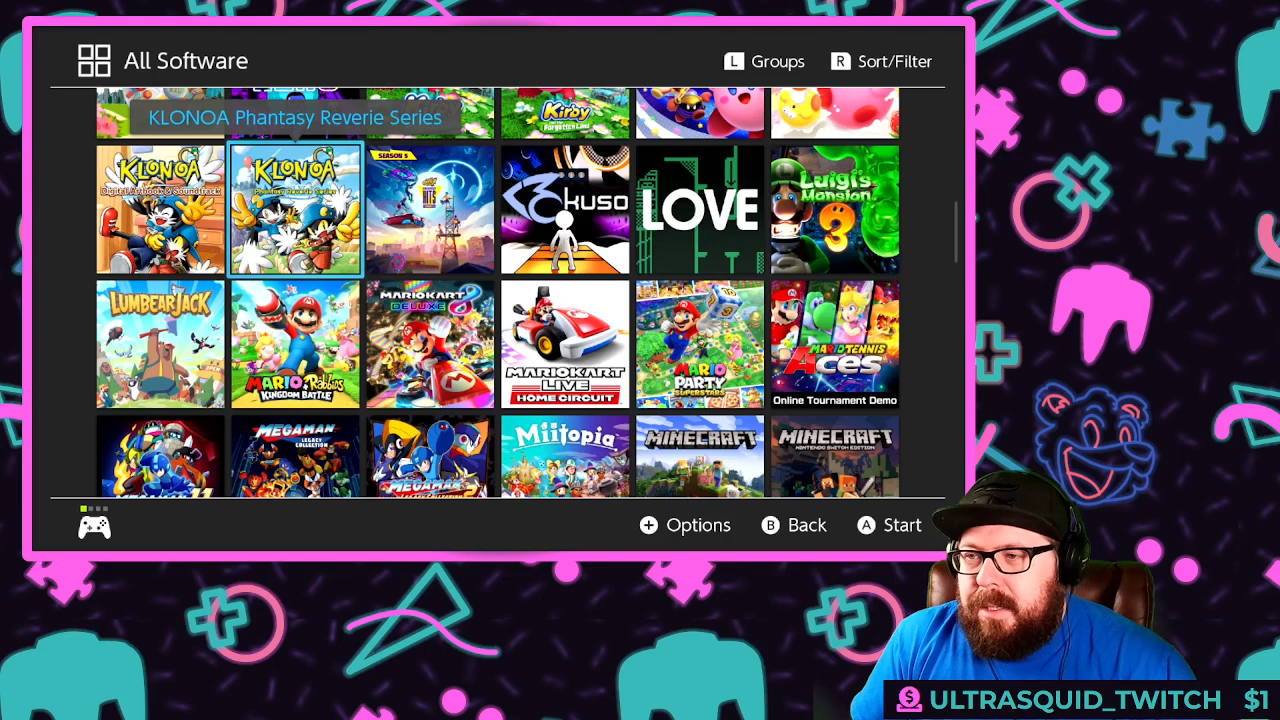 All Software
L Groups
R Sort/Filter
Kirby
KLONOA Phantasy Reverie Series
KLONOA
Digital Artbook & Soundtrack
KLONOA
Phantasy Reverie Series
SEASON 5
kuso
LOVE
LUIGI'S
MANSION
3
LUMBEARJACK
MARIO + Rabbids
KINGDOM BATTLE
MARIOKART 8
DELUXE
MARIOKART
LIVE
HOME CIRCUIT
MARIO
PARTY
SUPERSTARS
MARIO TENNIS
Aces
Online Tournament Demo
MEGAMAN
LEGACY
COLLECTION
Miitopia
MINECRAFT
MINECRAFT
NINTENDO SWITCH EDITION
+ Options
B Back
A Start
ULTRASQUID_TWITCH $1